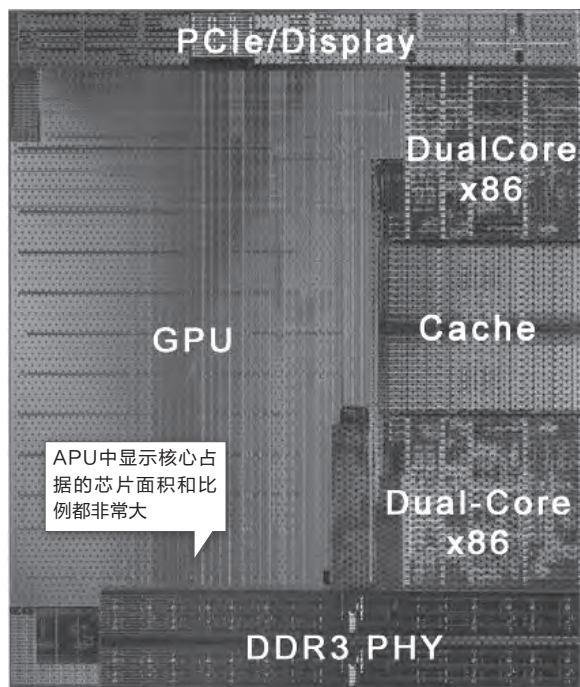 PCIe/Display
DualCore
x86
Cache
GPU
APU中显示核心占
据的芯片面积和比
例都非常大
Dual-Core
x86
DDR3 PHY